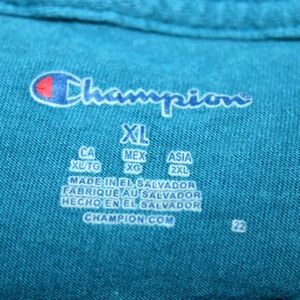 Champion
XL
CA MEX ASIA
XL/TG XG 2XL
MADE IN EL SALVADOR
FABRIQUÉ AU SALVADOR
HECHO EN EL SALVADOR
CHAMPION.COM
22